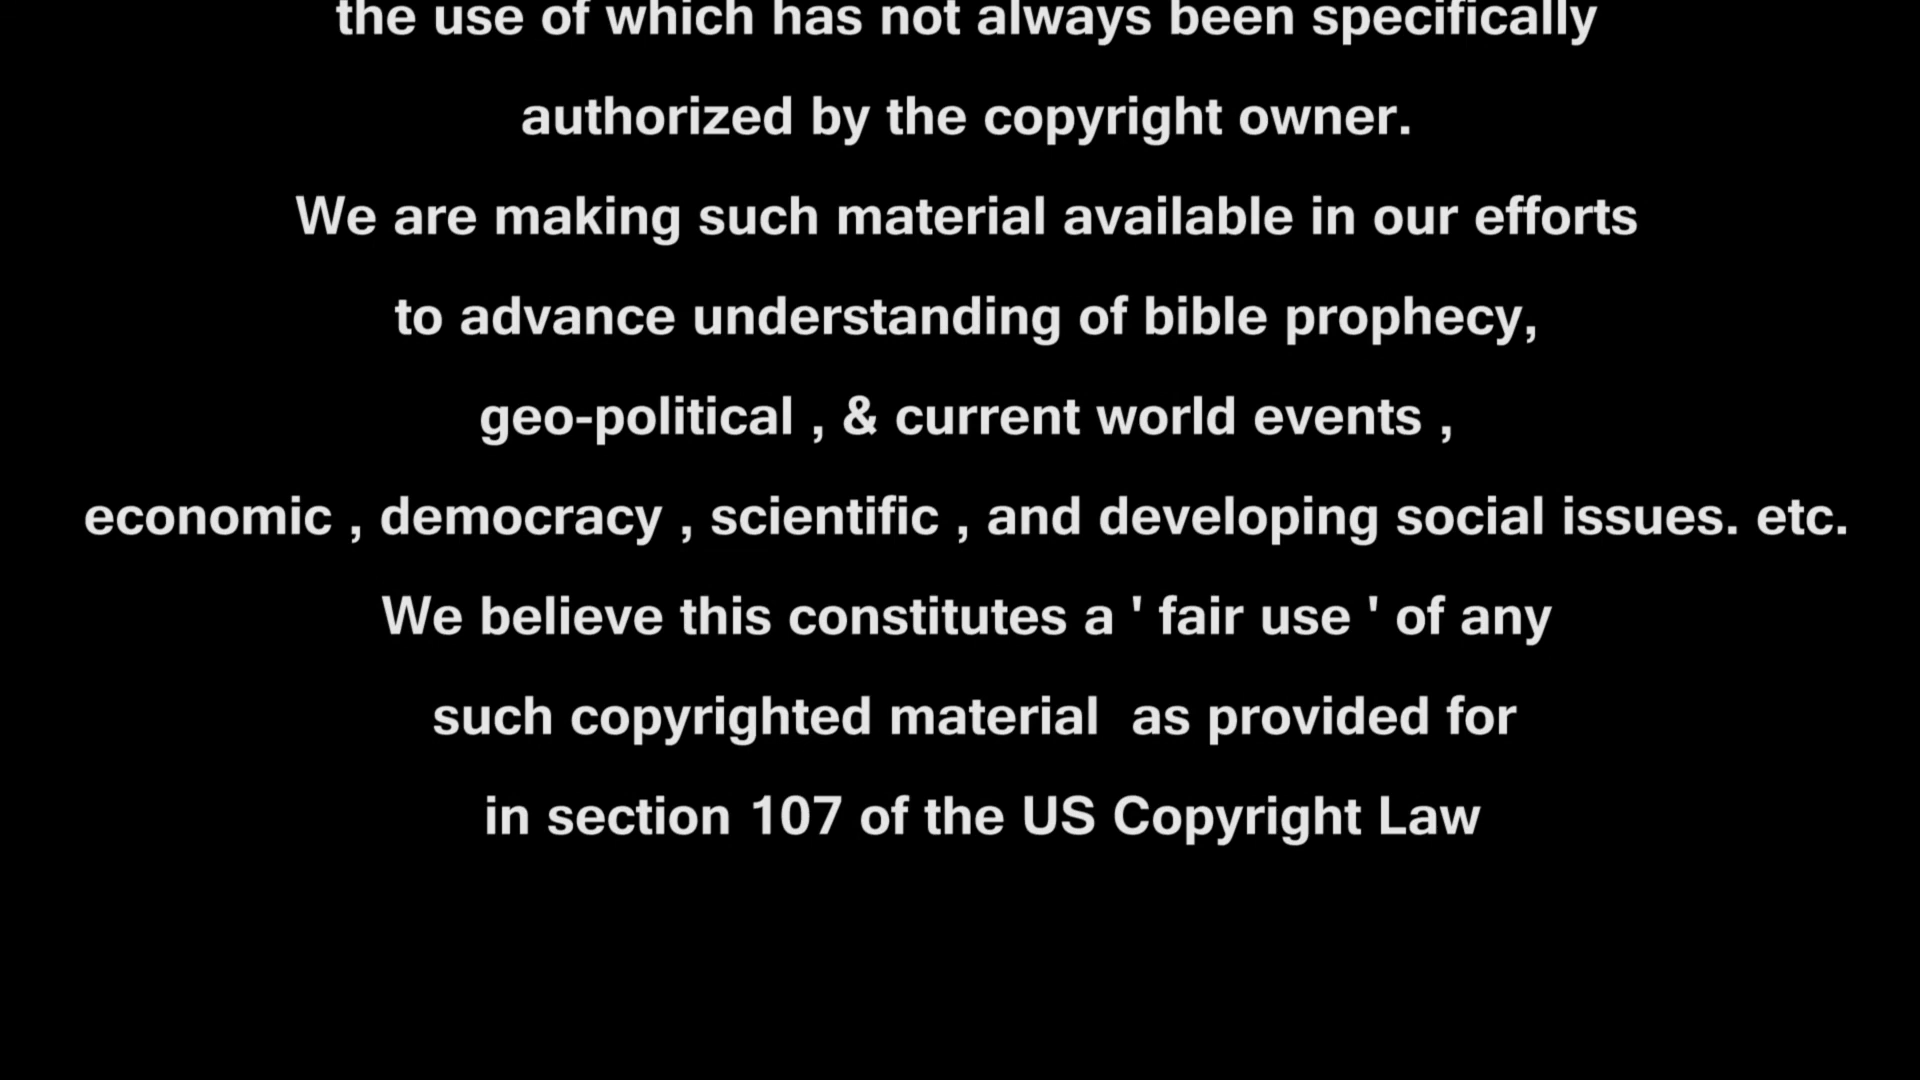 the use of which has not always been specifically
authorized by the copyright owner.
We are making such material available in our efforts
to advance understanding of bible prophecy,
geo-political , & current world events ,
economic , democracy , scientific , and developing social issues. etc.
We believe this constitutes a ' fair use ' of any
such copyrighted material  as provided for
in section 107 of the US Copyright Law